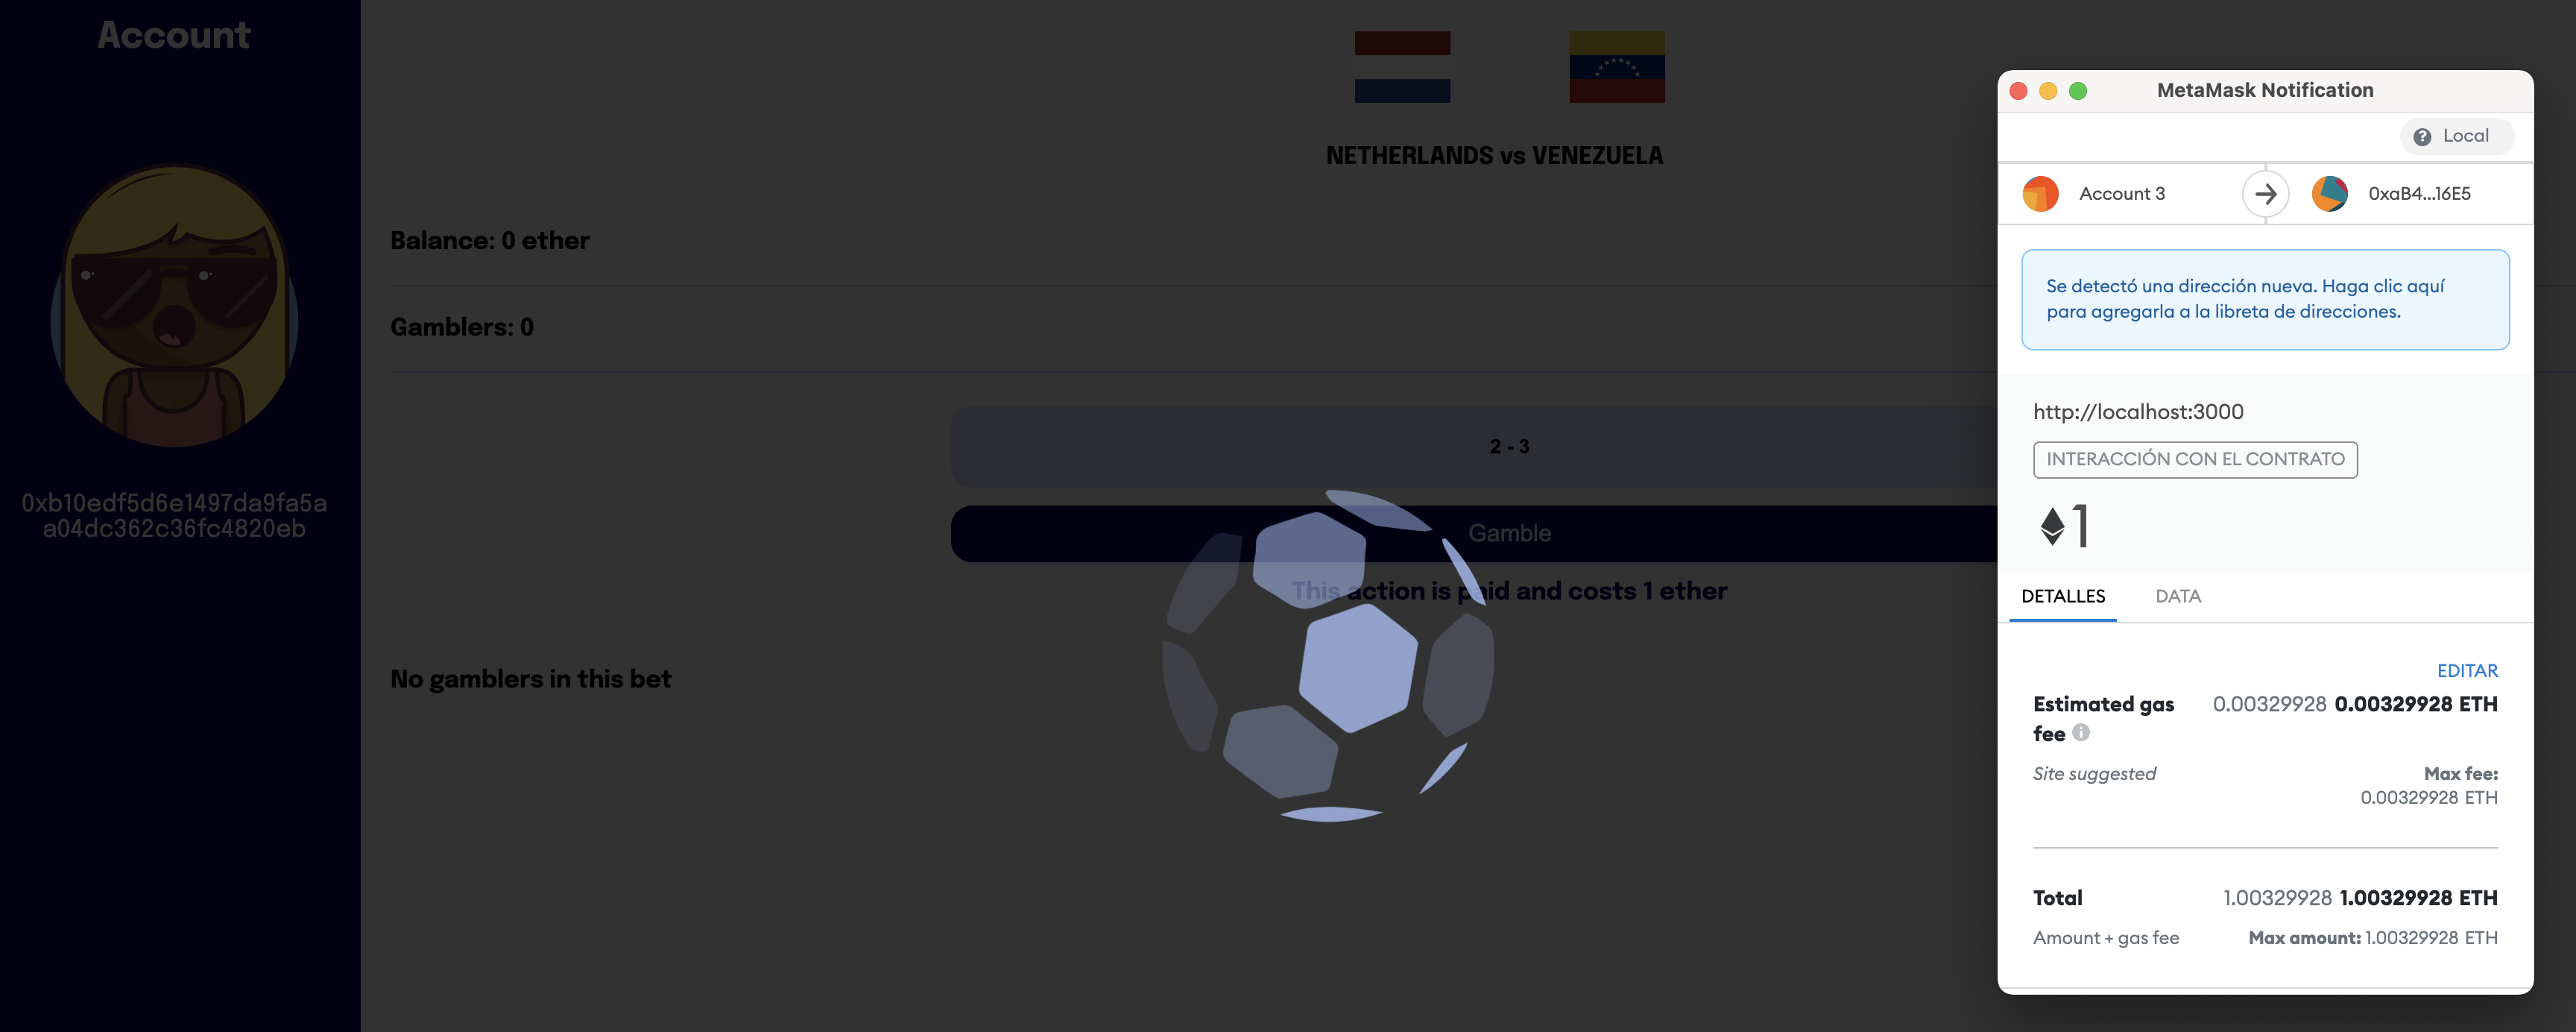 Account
0xb10edf5d6e1497da9fa5a
a04dc362c36fc4820eb
NETHERLANDS vs VENEZUELA
Balance: 0 ether
Gamblers: 0
2 - 3
Gamble
This action is paid and costs 1 ether
No gamblers in this bet
MetaMask Notification
Local
Account 3
0xaB4...16E5
Se detectó una dirección nueva. Haga clic aquí
para agregarla a la libreta de direcciones.
http://localhost:3000
INTERACCIÓN CON EL CONTRATO
1
DETALLES DATA
EDITAR
Estimated gas 0.00329928 0.00329928 ETH
fee
Site suggested Max fee:
0.00329928 ETH
Total 1.00329928 1.00329928 ETH
Amount + gas fee Max amount: 1.00329928 ETH